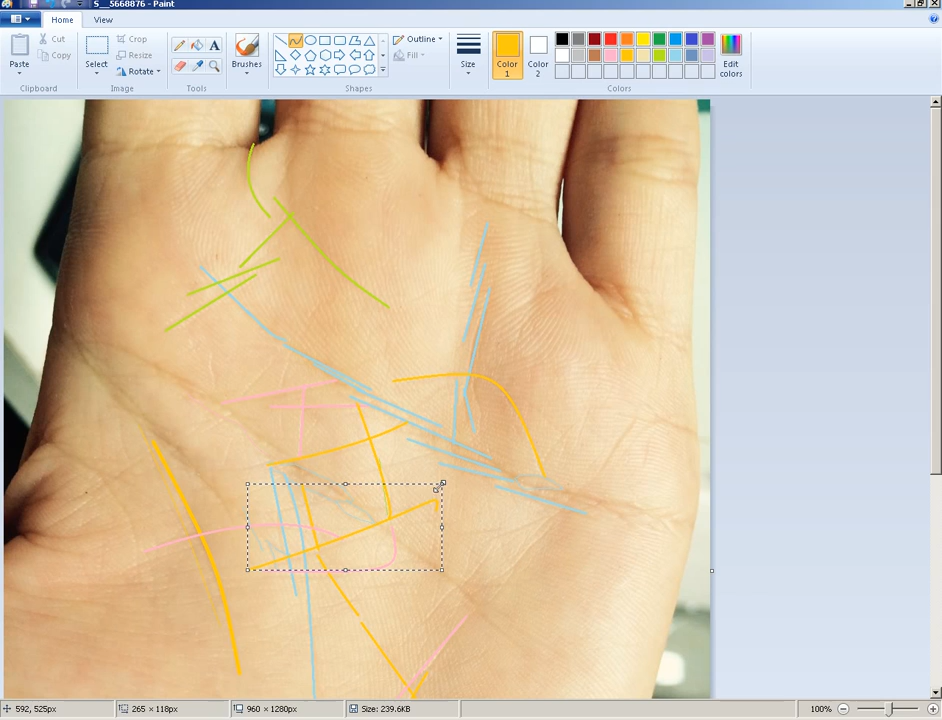 S__5668876 - Paint
Home View
Paste
Cut
Copy
Clipboard
Select
Crop
Resize
Rotate
Image
A
Tools
Brushes
Outline
Fill
Shapes
Size
Color 1
Color 2
Edit colors
Colors
592, 525px
265 × 118px
960 × 1280px
Size: 239.6KB
100%